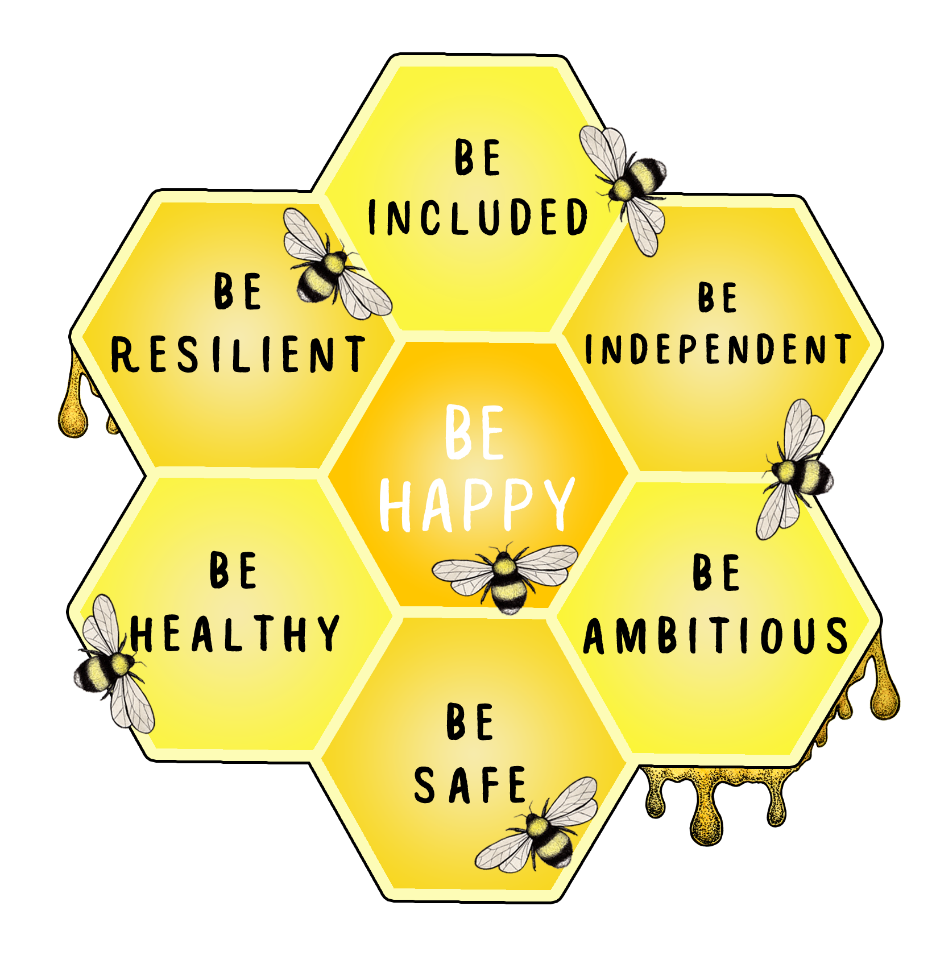 BE
INCLUDED
BE
RESILIENT
BE
INDEPENDENT
BE
HAPPY
BE
HEALTHY
BE
AMBITIOUS
BE
SAFE